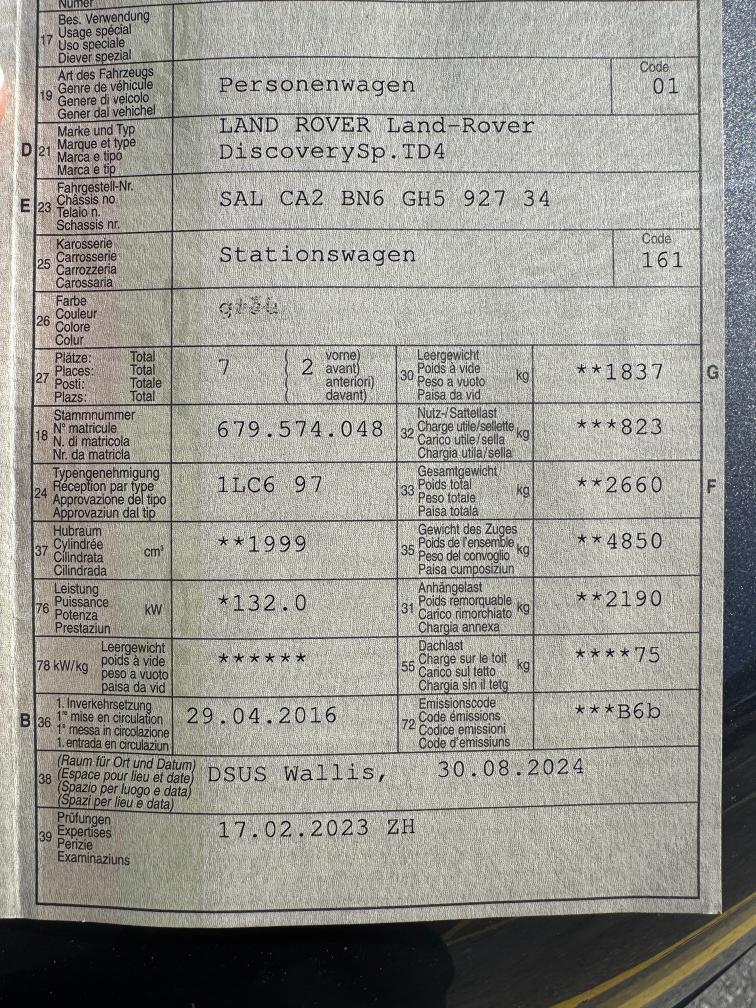 Numer
17 Bes. Verwendung
Usage spécial
Uso speciale
Diever spezial
19 Art des Fahrzeugs
Genre de véhicule
Genere di veicolo
Gener dal vehichel
Personenwagen
Code
01
D 21 Marke und Typ
Marque et type
Marca e tipo
Marca e tip
LAND ROVER Land-Rover
DiscoverySp.TD4
E 23 Fahrgestell-Nr.
Châssis no
Telaio n.
Schassis nr.
SAL CA2 BN6 GH5 927 34
25 Karosserie
Carrosserie
Carrozzeria
Carossaria
Stationswagen
Code
161
26 Farbe
Couleur
Colore
Colur
27 Plätze: Total
Places: Total
Posti: Totale
Plazs: Total
7 ( 2 vorne)
avant)
anteriori)
davant)
30 Leergewicht
Poids à vide
Peso a vuoto
Paisa da vid
kg
**1837
G
18 Stammnummer
N° matricule
N. di matricola
Nr. da matricla
679.574.048
32 Nutz-/Sattellast
Charge utile/sellette
Carico utile/sella
Chargia utila/sella
kg
***823
24 Typengenehmigung
Réception par type
Approvazione del tipo
Approvaziun dal tip
1LC6 97
33 Gesamtgewicht
Poids total
Peso totale
Paisa totala
kg
**2660
F
37 Hubraum
Cylindrée
Cilindrata
Cilindrada
cm³
**1999
35 Gewicht des Zuges
Poids de l'ensemble
Peso del convoglio
Paisa cumposiziun
kg
**4850
76 Leistung
Puissance
Potenza
Prestaziun
kW
*132.0
31 Anhängelast
Poids remorquable
Carico rimorchiato
Chargia annexa
kg
**2190
78 kW/kg Leergewicht
poids à vide
peso a vuoto
paisa da vid
******
55 Dachlast
Charge sur le toit
Carico sul tetto
Chargia sin il tetg
kg
****75
B 36 1. Inverkehrsetzung
1re mise en circulation
1a messa in circolazione
1. entrada en circulaziun
29.04.2016
72 Emissionscode
Code émissions
Codice emissioni
Code d'emissiuns
***B6b
38 (Raum für Ort und Datum)
(Espace pour lieu et date)
(Spazio per luogo e data)
(Spazi per lieu e data)
DSUS Wallis, 30.08.2024
39 Prüfungen
Expertises
Perizie
Examinaziuns
17.02.2023 ZH